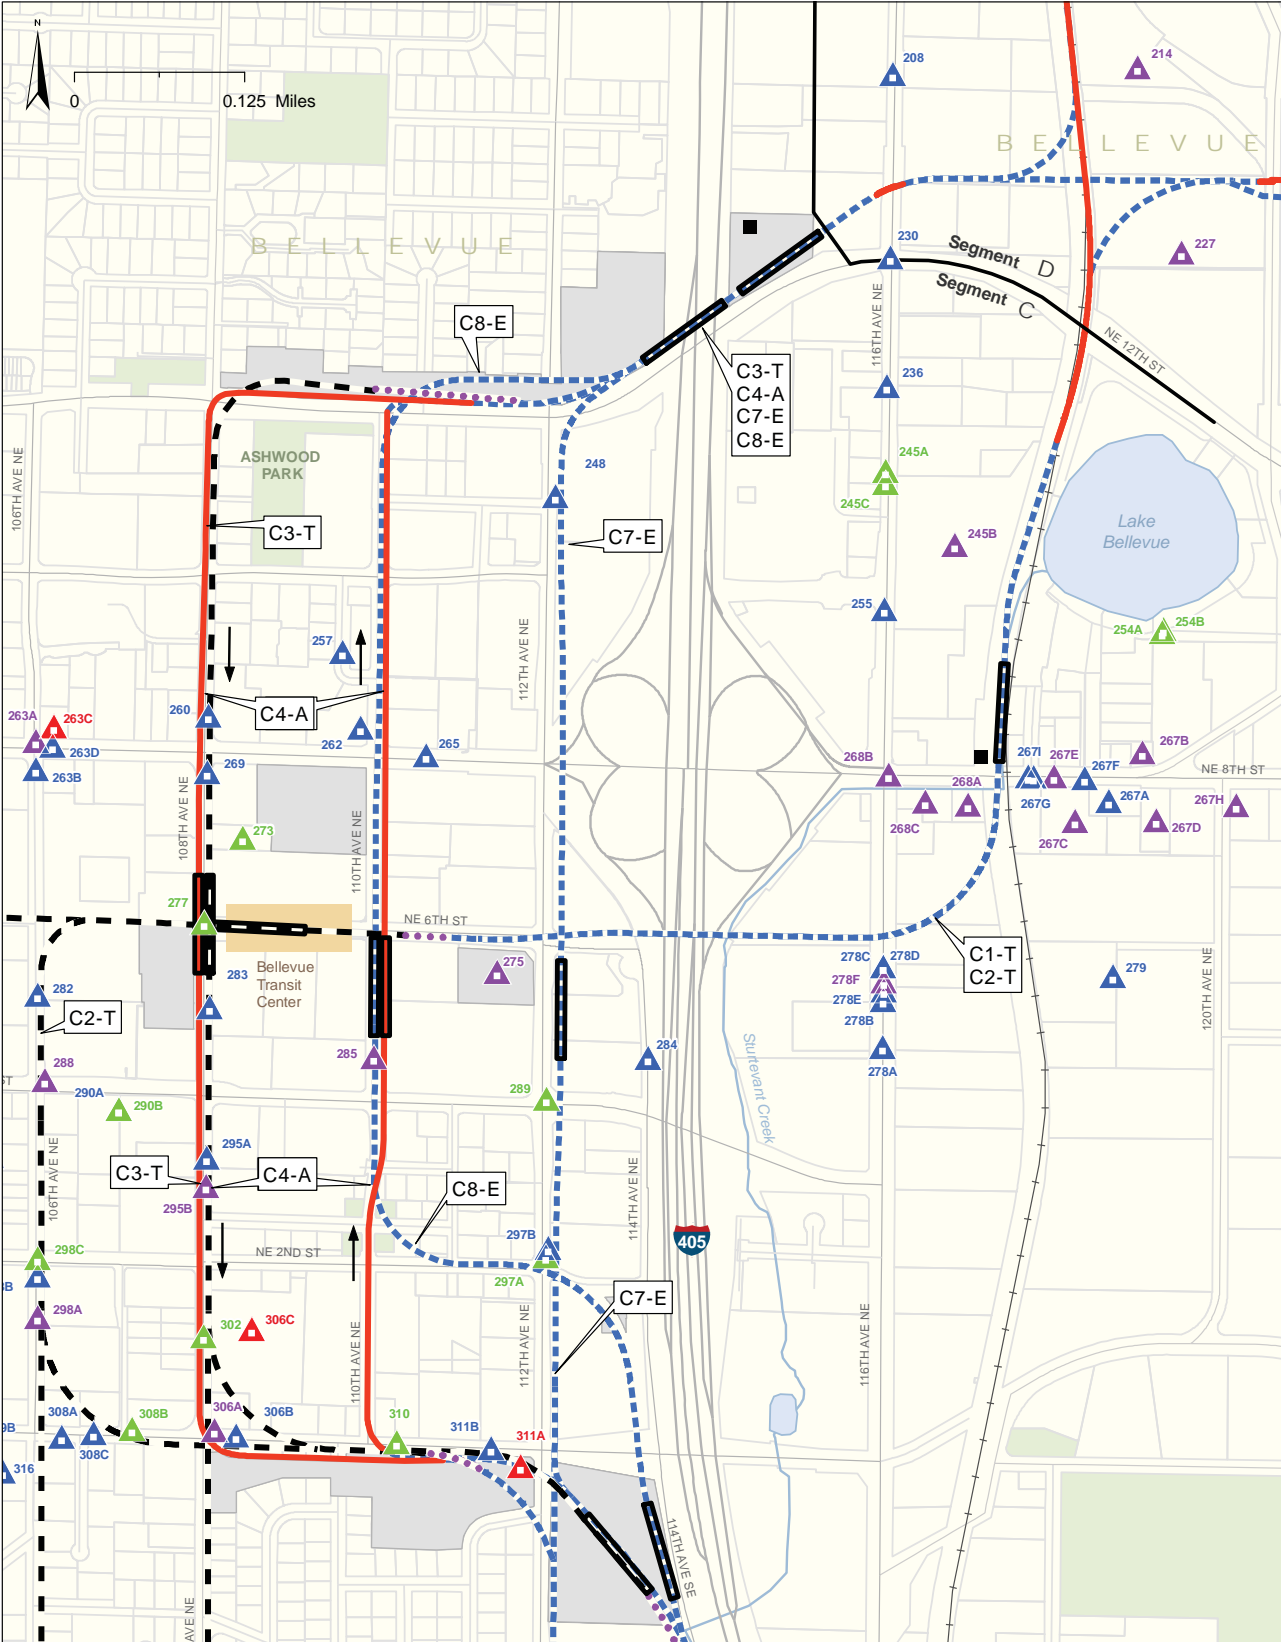 N
0
0.125 Miles
208
214
BELLEVUE
BELLEVUE
230
227
Segment D
Segment C
116TH AVE NE
NE 12TH ST
C8-E
C3-T
C4-A
C7-E
C8-E
236
ASHWOOD
PARK
106TH AVE NE
248
245A
245C
245B
Lake
Bellevue
C3-T
C7-E
255
254A
254B
257
112TH AVE NE
263A
263C
263D
263B
260
C4-A
262
265
269
268B
268A
268C
267I
267E
267B
267F
267G
267A
267C
267D
267H
NE 8TH ST
108TH AVE NE
110TH AVE NE
273
277
NE 6TH ST
283
Bellevue
Transit
Center
275
278C
278D
278F
278E
278B
278A
C1-T
C2-T
279
120TH AVE NE
282
C2-T
288
285
284
289
Sturtevant Creek
ST
290A
290B
295A
C3-T
C4-A
295B
106TH AVE NE
C8-E
114TH AVE NE
405
298C
NE 2ND ST
297B
297A
8B
298A
302
306C
C7-E
110TH AVE NE
112TH AVE NE
116TH AVE NE
308A
308B
308C
306A
306B
310
311B
311A
9B
316
114TH AVE SE
AVE NE